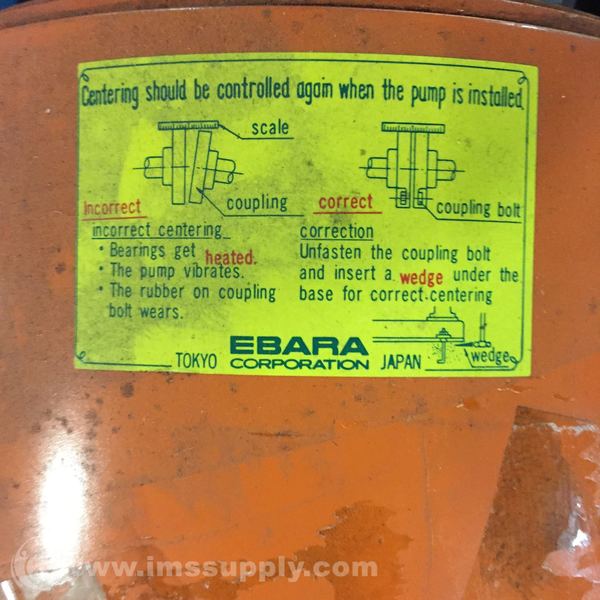 Centering should be controlled again when the pump is installed.
scale
coupling
Incorrect
correct
coupling bolt
incorrect centering
• Bearings get heated.
• The pump vibrates.
• The rubber on coupling
bolt wears.
correction
Unfasten the coupling bolt
and insert a wedge under the
base for correct centering
wedge
EBARA
TOKYO CORPORATION JAPAN
www.imssupply.com